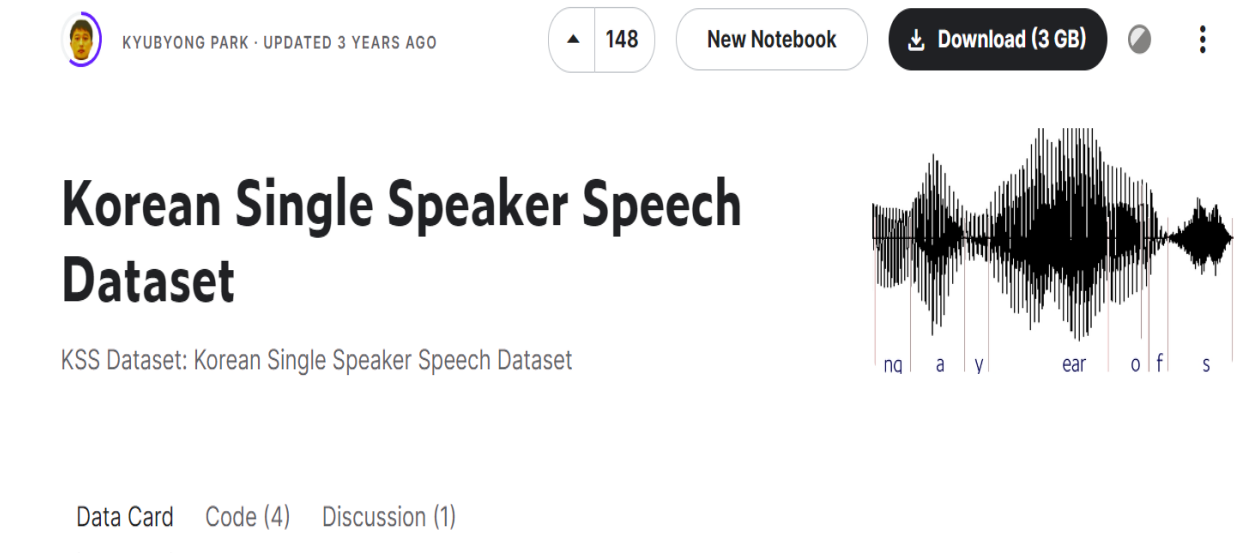 KYUBYONG PARK · UPDATED 3 YEARS AGO
148
New Notebook
Download (3 GB)
Korean Single Speaker Speech
Dataset
KSS Dataset: Korean Single Speaker Speech Dataset
ng a y ear o f s
Data Card Code (4) Discussion (1)